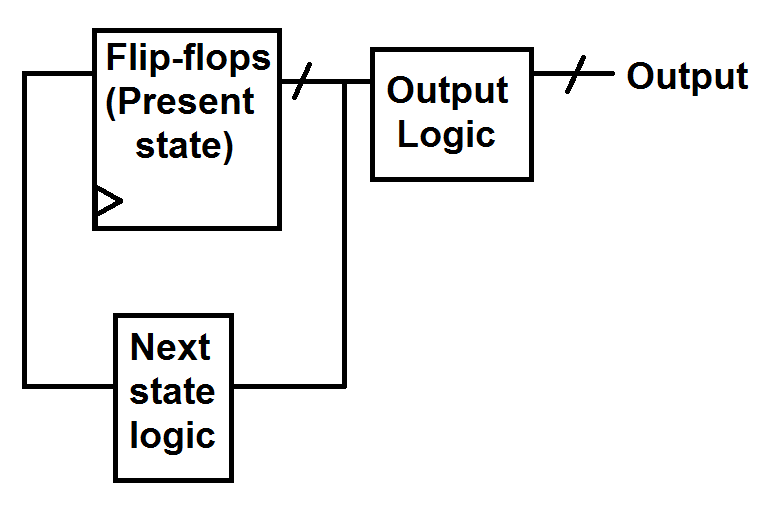 Flip-flops
(Present
state)
Output
Logic
Output
Next
state
logic